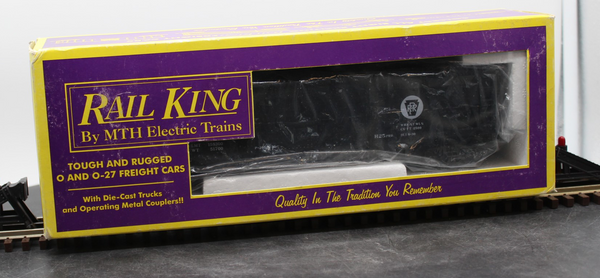 RAIL KING
By MTH Electric Trains
TOUGH AND RUGGED
O AND O-27 FREIGHT CARS
With Die-Cast Trucks
and Operating Metal Couplers!!
Quality In The Tradition You Remember